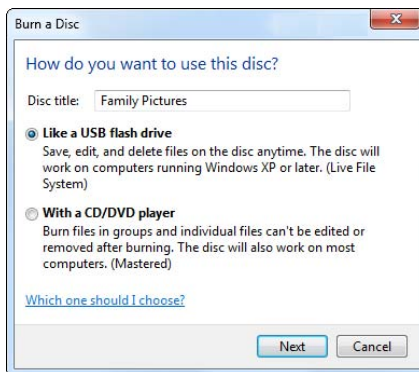 Burn a Disc
How do you want to use this disc?
Disc title: Family Pictures
Like a USB flash drive
Save, edit, and delete files on the disc anytime. The disc will
work on computers running Windows XP or later. (Live File
System)
With a CD/DVD player
Burn files in groups and individual files can't be edited or
removed after burning. The disc will also work on most
computers. (Mastered)
Which one should I choose?
Next Cancel